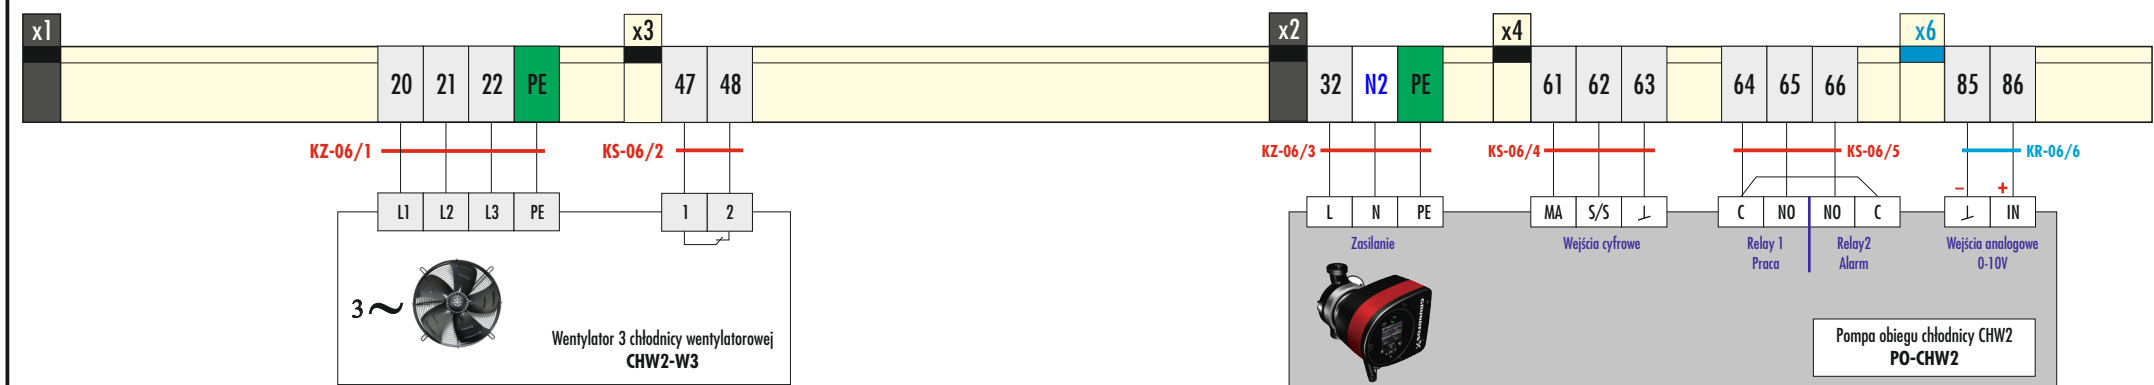 x1 x3 x2 x4 x6
20 21 22 PE 47 48 32 N2 PE 61 62 63 64 65 66 85 86
KZ-06/1 KS-06/2 KZ-06/3 KS-06/4 KS-06/5 KR-06/6
− +
L1 L2 L3 PE 1 2 L N PE MA S/S C NO NO C IN
Zasilanie
Wejścia cyfrowe
Relay 1
Praca
Relay2
Alarm
Wejścia analogowe
0-10V
3~
Wentylator 3 chłodnicy wentylatorowej
CHW2-W3
GRUNDFOS
Pompa obiegu chłodnicy CHW2
PO-CHW2